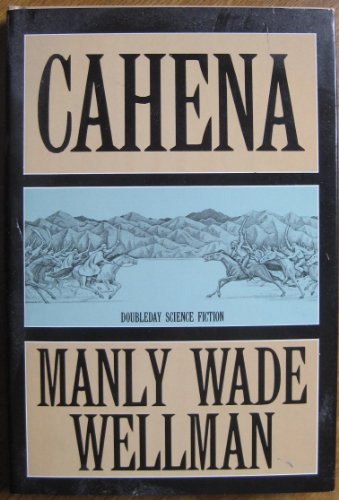 CAHENA
DOUBLEDAY SCIENCE FICTION
MANLY WADE
WELLMAN